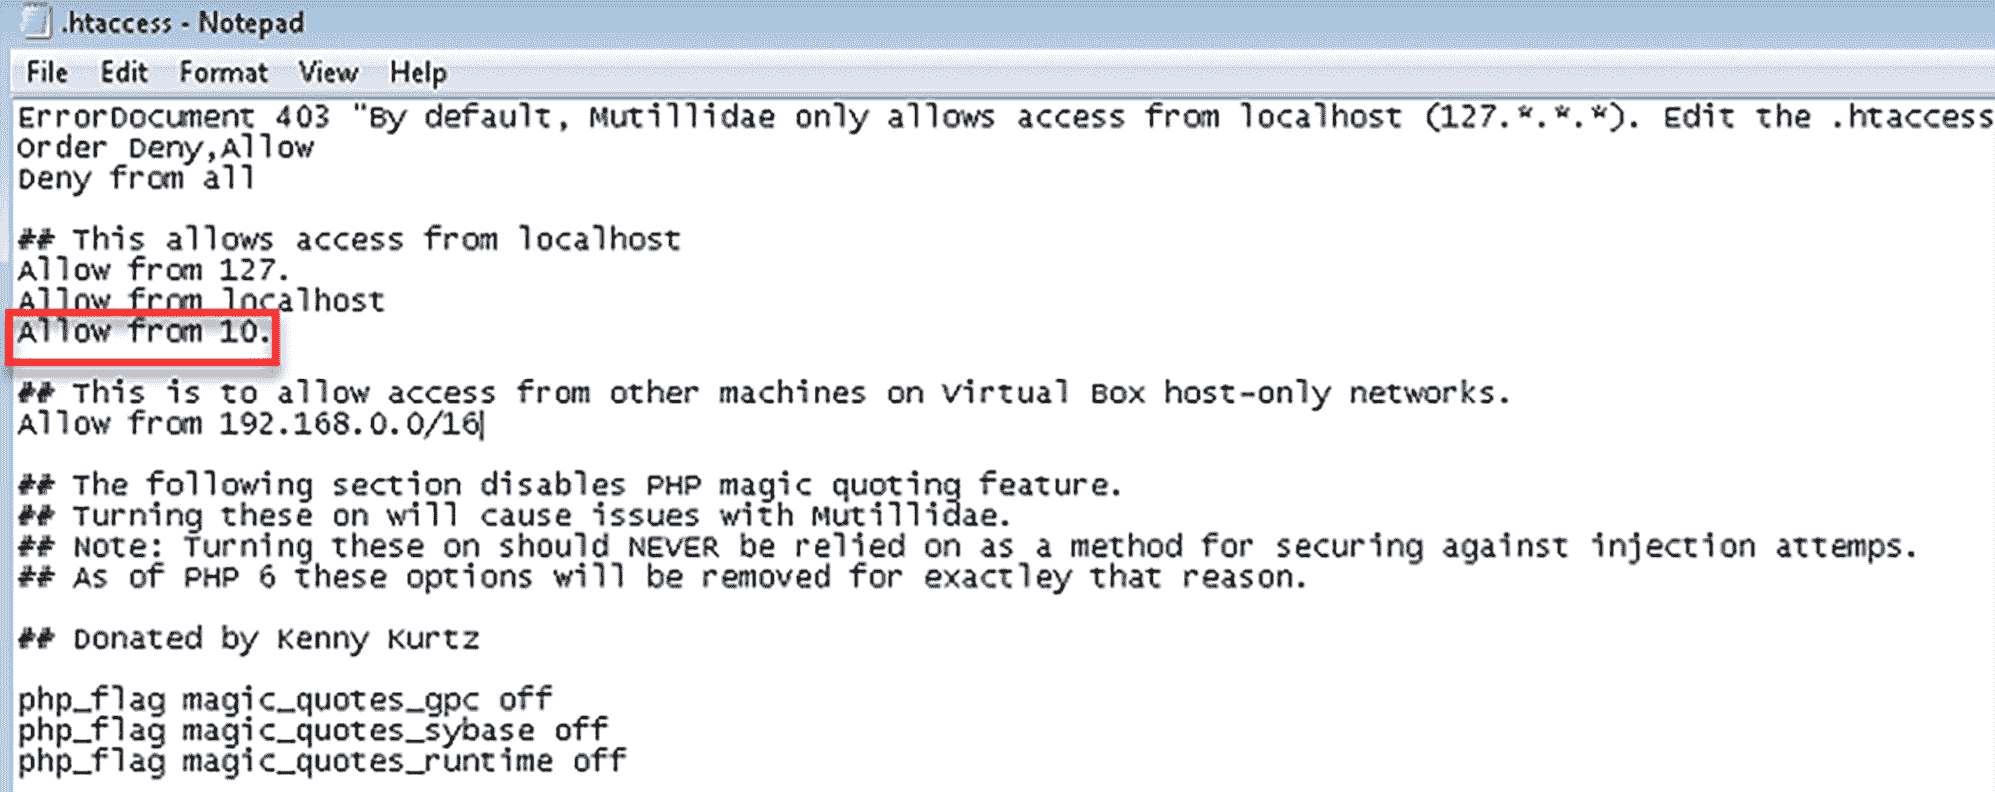 .htaccess - Notepad
File Edit Format View Help
ErrorDocument 403 "By default, Mutillidae only allows access from localhost (127.*.*.*). Edit the .htaccess
Order Deny,Allow
Deny from all
## This allows access from localhost
Allow from 127.
Allow from localhost
Allow from 10.
## This is to allow access from other machines on Virtual Box host-only networks.
Allow from 192.168.0.0/16
## The following section disables PHP magic quoting feature.
## Turning these on will cause issues with Mutillidae.
## Note: Turning these on should NEVER be relied on as a method for securing against injection attemps.
## As of PHP 6 these options will be removed for exactley that reason.
## Donated by Kenny Kurtz
php_flag magic_quotes_gpc off
php_flag magic_quotes_sybase off
php_flag magic_quotes_runtime off